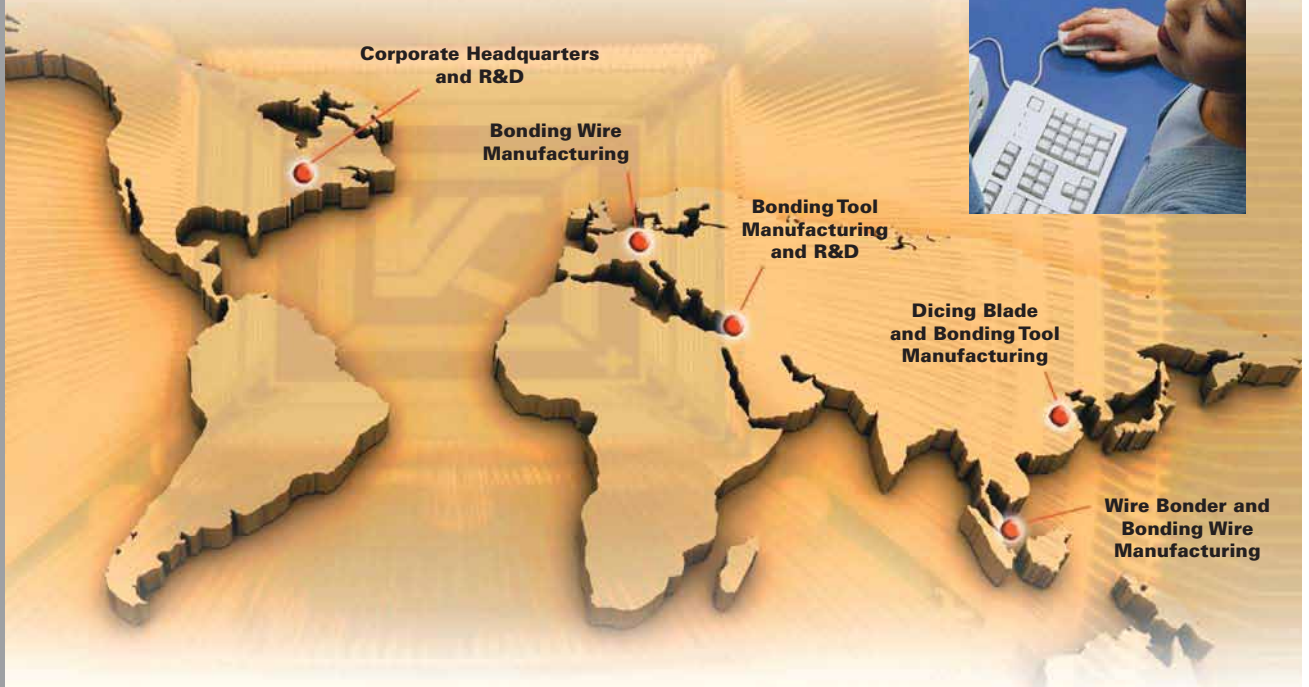 Corporate Headquarters
and R&D
Bonding Wire
Manufacturing
Bonding Tool
Manufacturing
and R&D
Dicing Blade
and Bonding Tool
Manufacturing
Wire Bonder and
Bonding Wire
Manufacturing